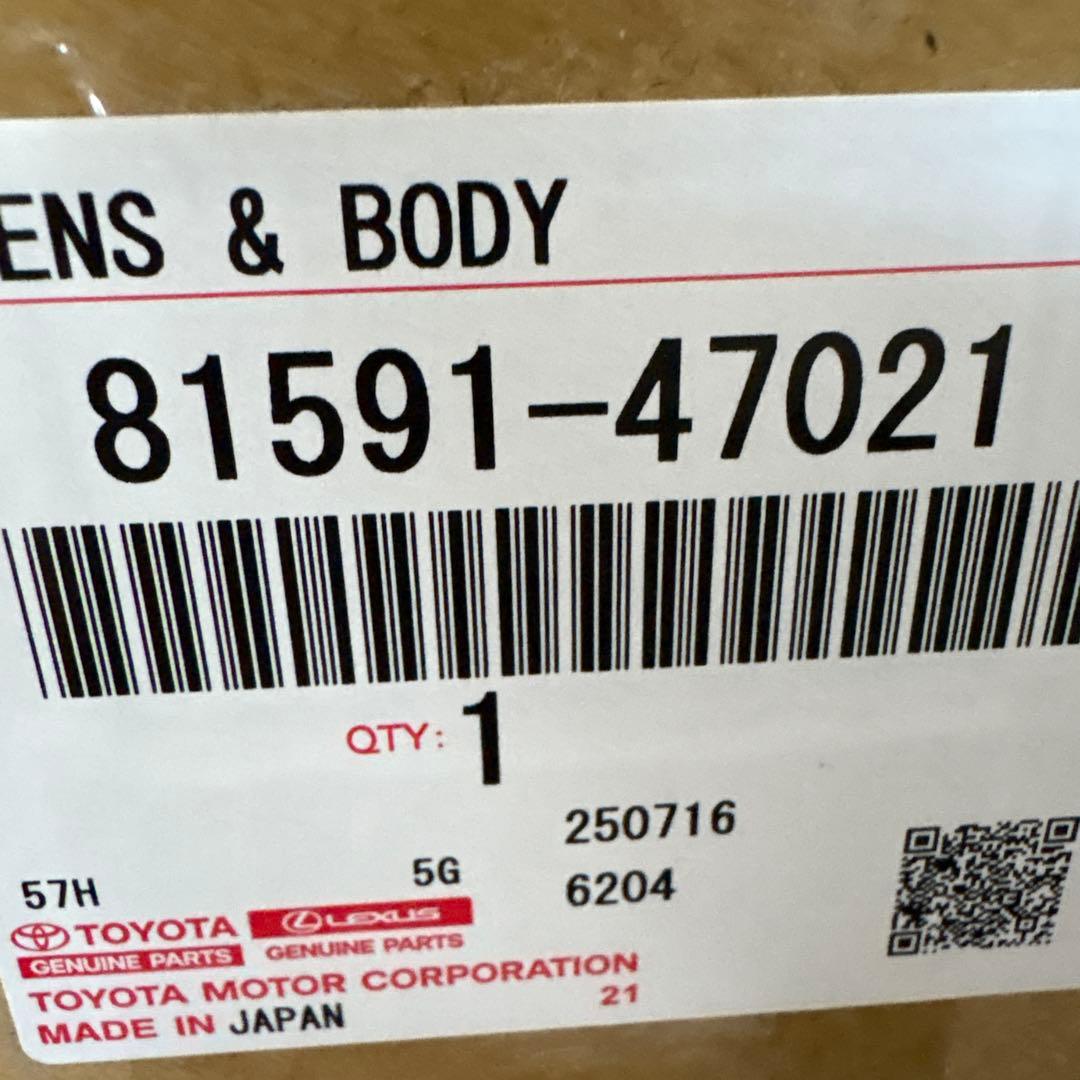 ENS & BODY
81591-47021
QTY: 1
250716
57H 5G 6204
TOYOTA LEXUS
GENUINE PARTS GENUINE PARTS
TOYOTA MOTOR CORPORATION
21
MADE IN JAPAN